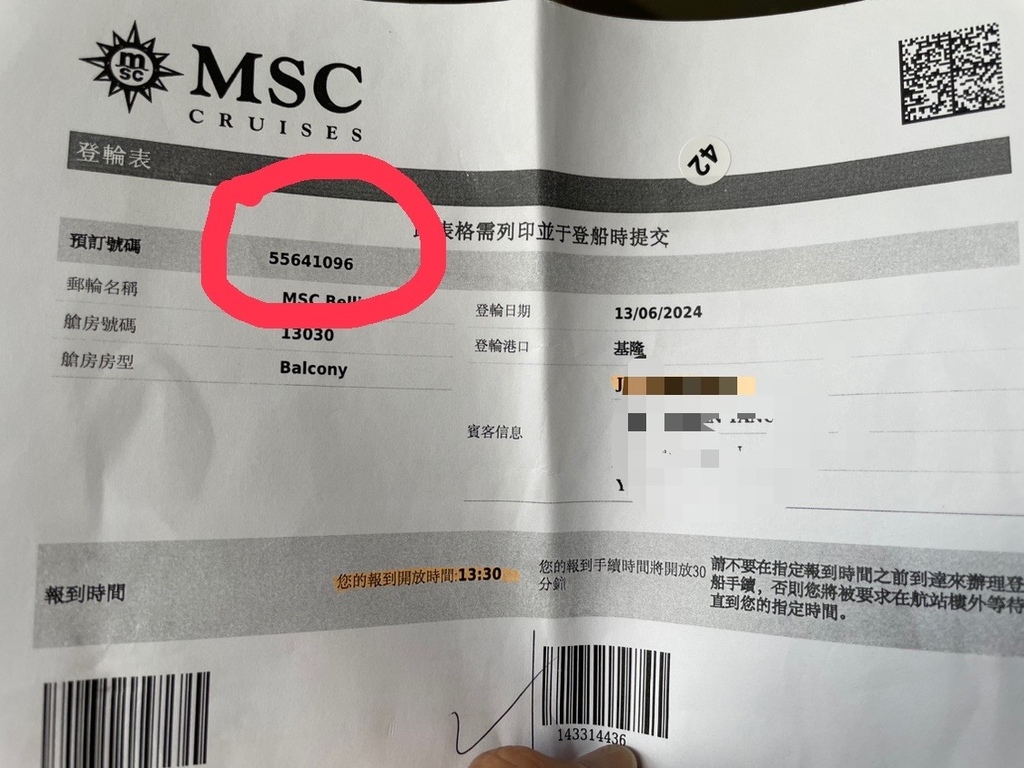 MSC
CRUISES
登輪表
42
表格需列印並于登船時提交
預訂號碼 55641096
郵輪名稱 MSC
登輪日期 13/06/2024
艙房號碼 13030
登輪港口 基隆
艙房房型 Balcony
賓客信息
Y
報到時間
您的報到開放時間:13:30
您的報到手續時間將開放30
分鐘
請不要在指定報到時間之前到達來辦理登
船手續，否則您將被要求在航站樓外等待
直到您的指定時間。
143314436